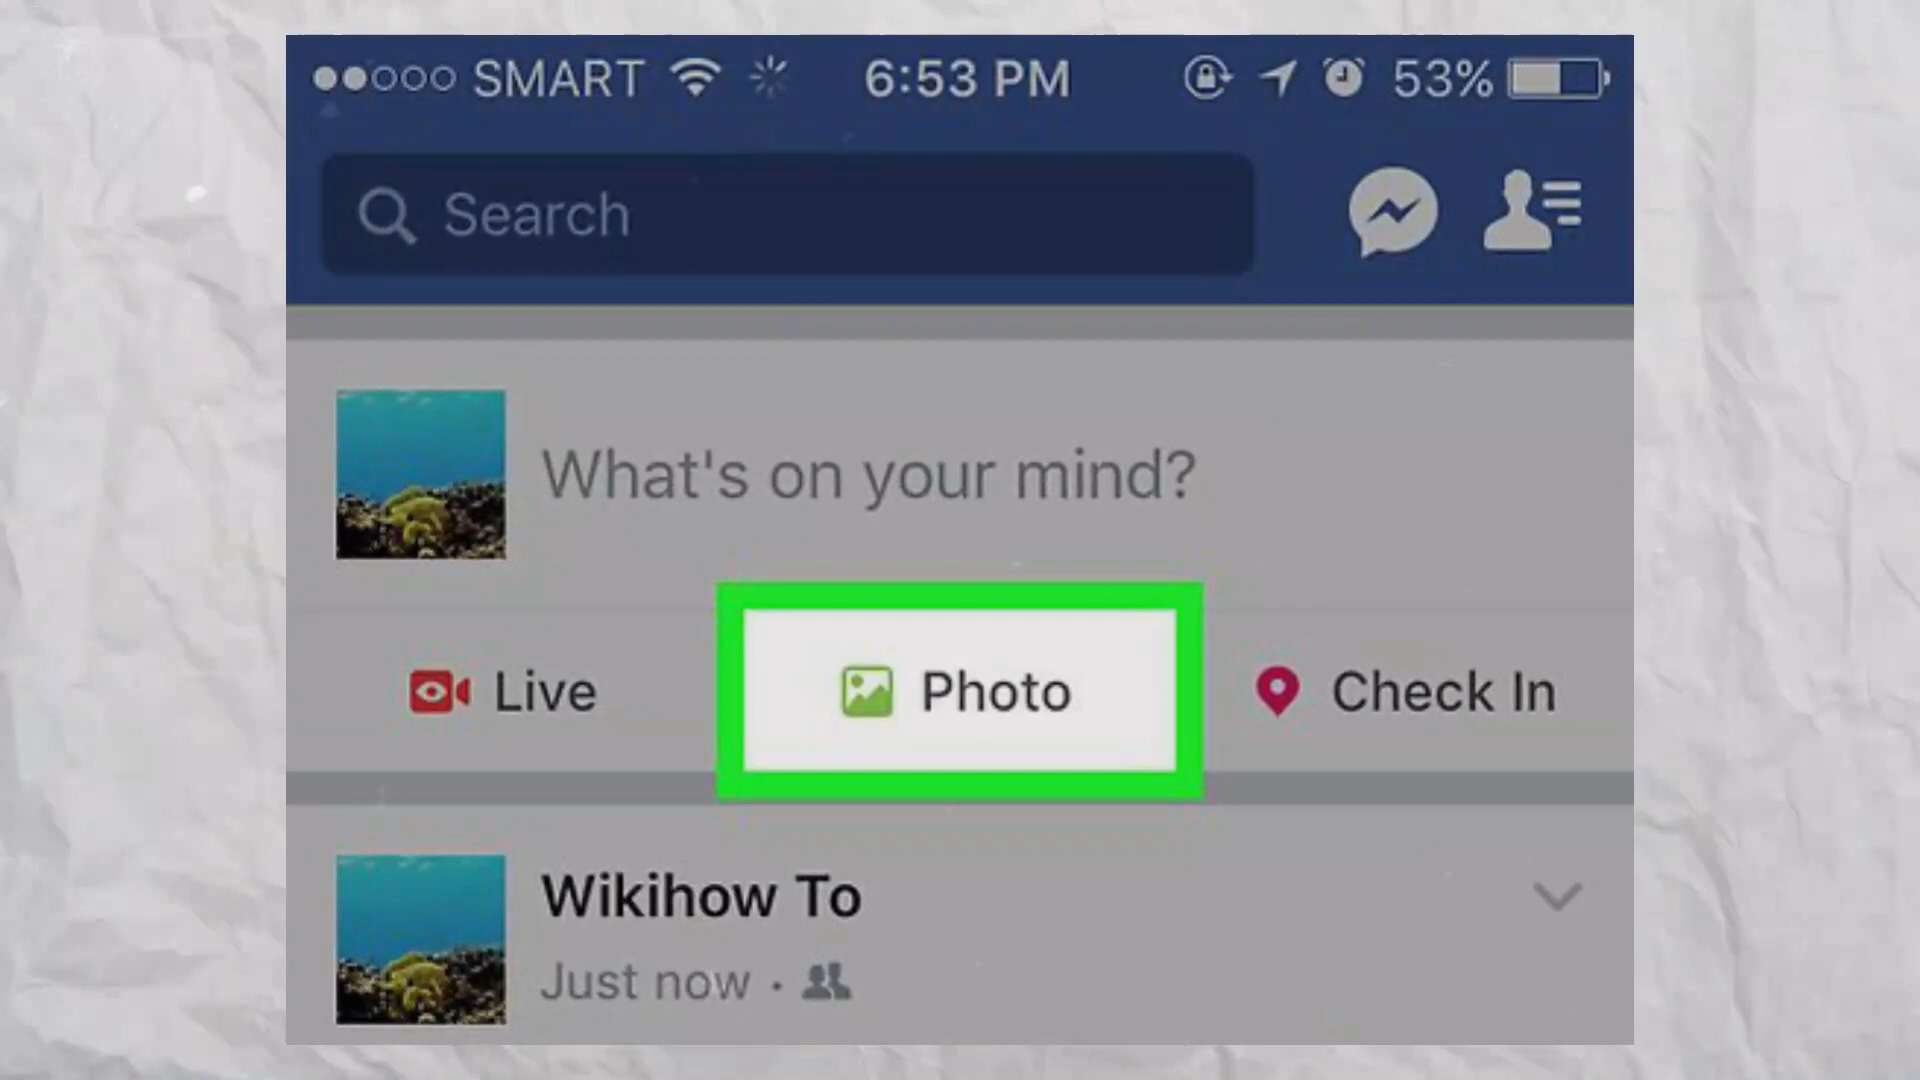 SMART 6:53 PM 53%
Search
What's on your mind?
Live Photo Check In
Wikihow To
Just now ·